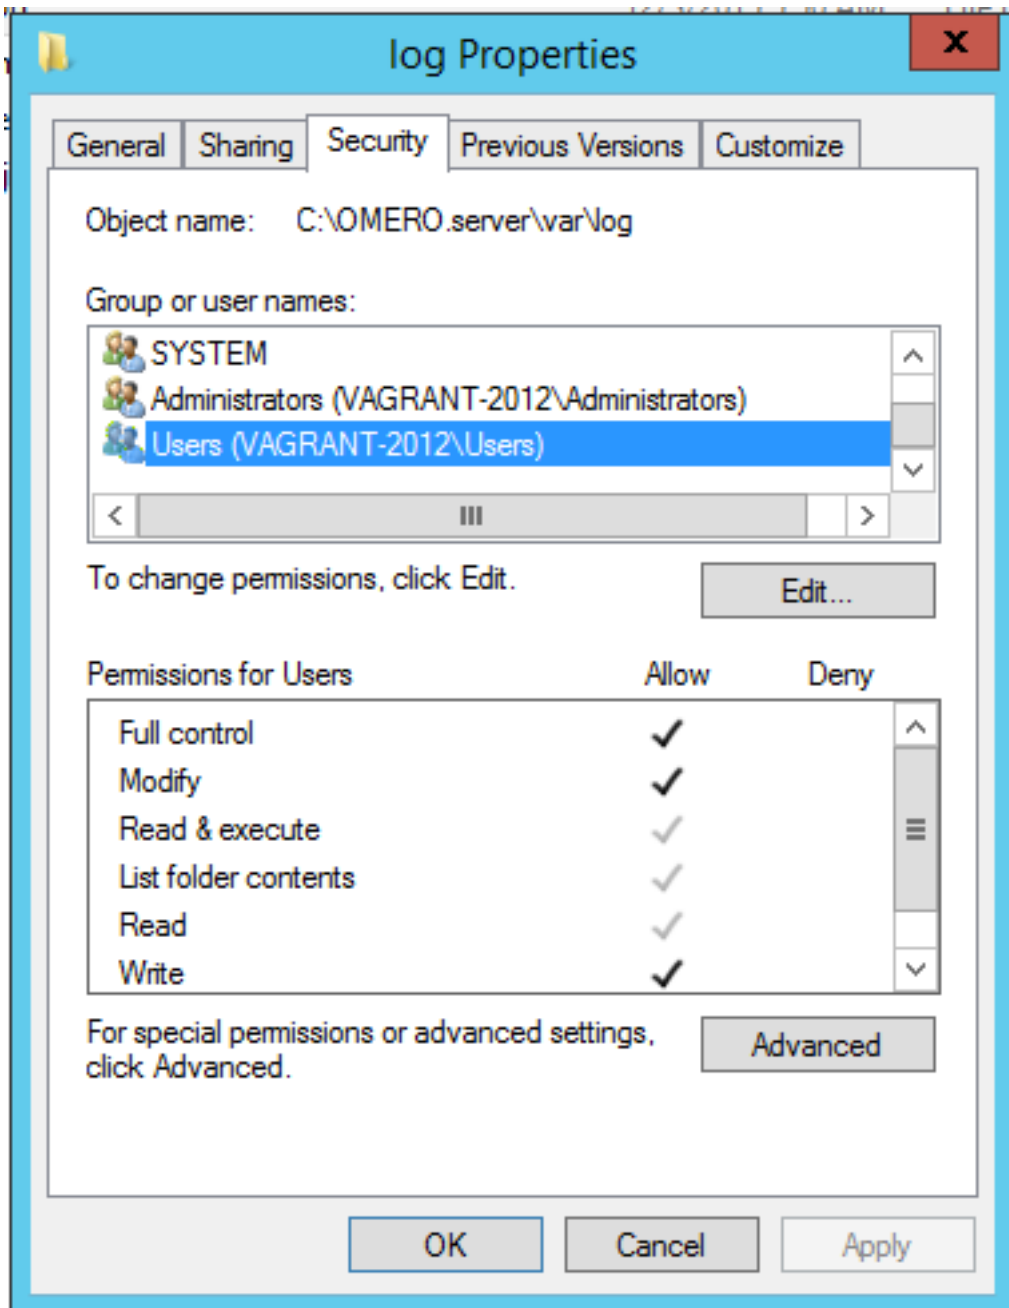 log Properties
x
General Sharing Security Previous Versions Customize
Object name: C:\OMERO.server\var\log
Group or user names:
SYSTEM
Administrators (VAGRANT-2012\Administrators)
Users (VAGRANT-2012\Users)
To change permissions, click Edit.
Edit...
Permissions for Users Allow Deny
Full control
Modify
Read & execute
List folder contents
Read
Write
For special permissions or advanced settings,
click Advanced.
Advanced
OK Cancel Apply